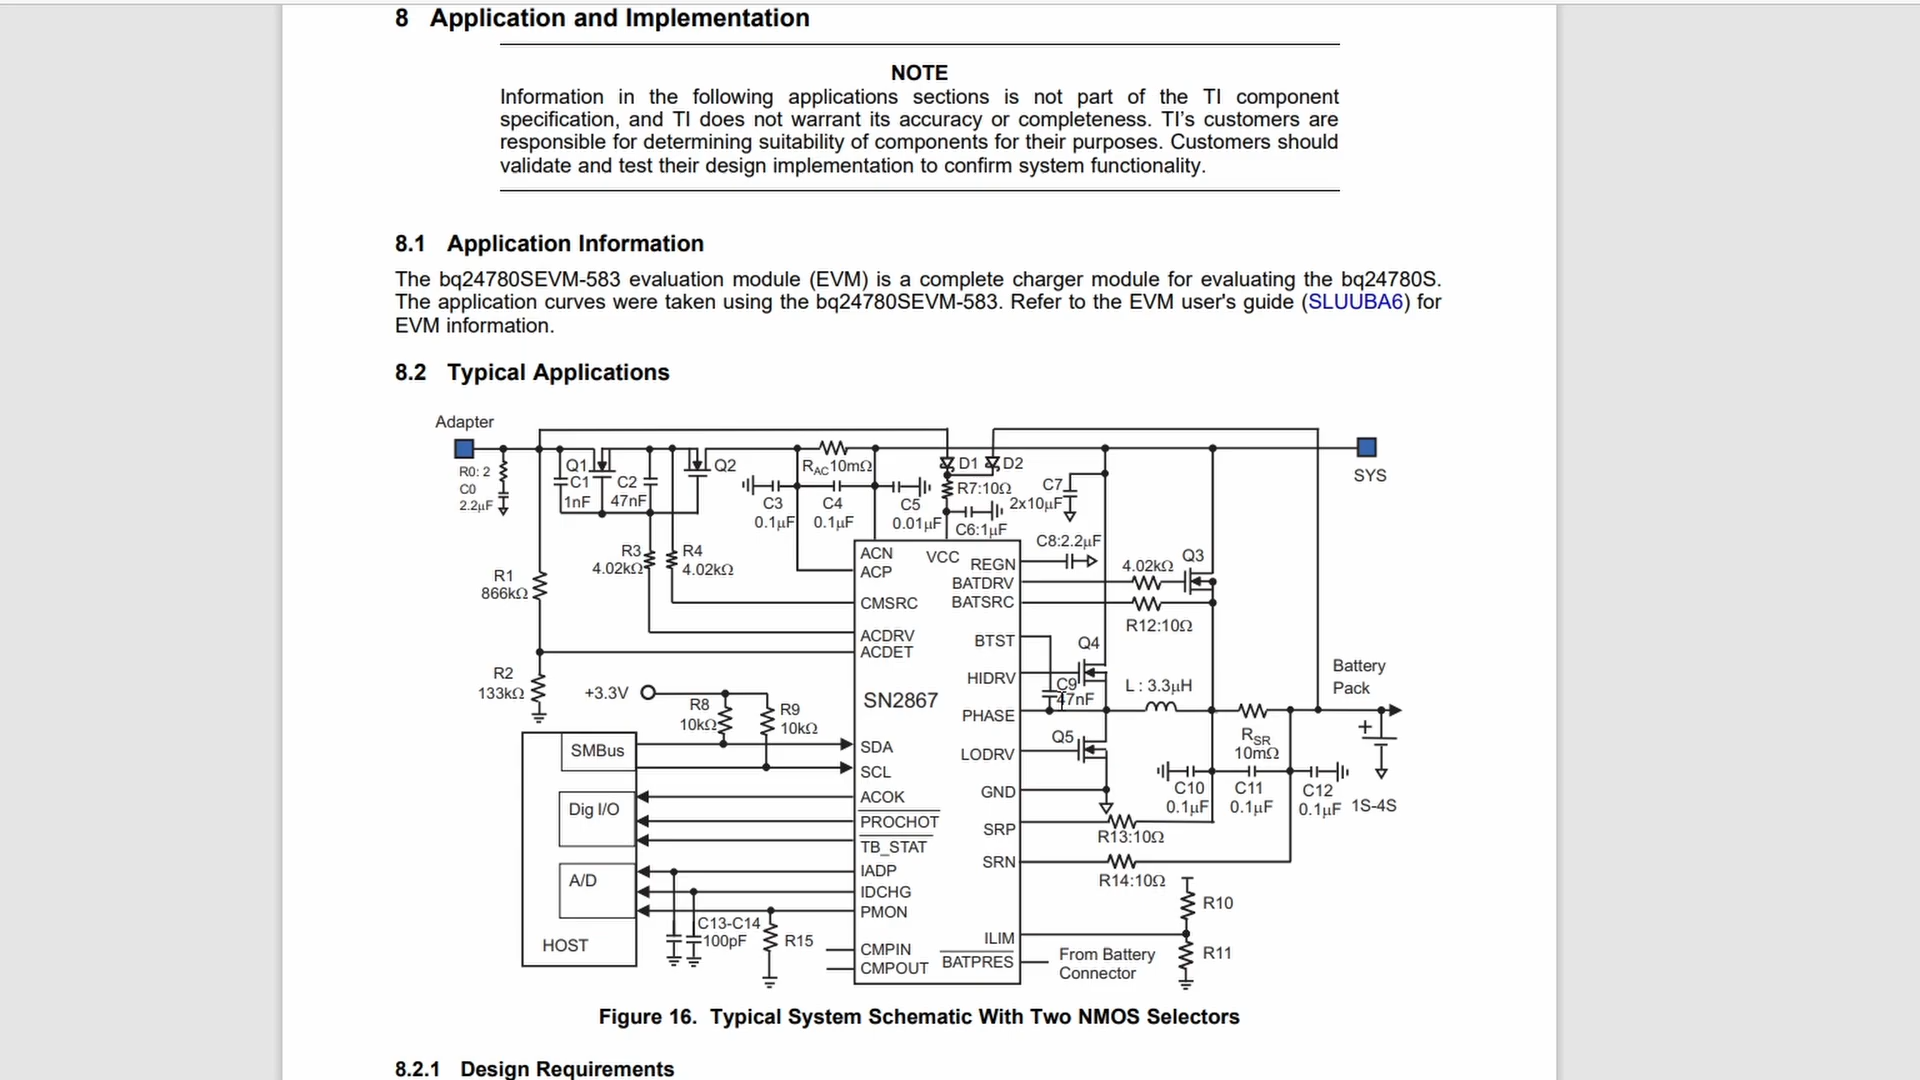 8 Application and Implementation
NOTE
Information in the following applications sections is not part of the TI component
specification, and TI does not warrant its accuracy or completeness. TI's customers are
responsible for determining suitability of components for their purposes. Customers should
validate and test their design implementation to confirm system functionality.
8.1 Application Information
The bq24780SEVM-583 evaluation module (EVM) is a complete charger module for evaluating the bq24780S.
The application curves were taken using the bq24780SEVM-583. Refer to the EVM user's guide (SLUUBA6) for
EVM information.
8.2 Typical Applications
Adapter
SYS
R0: 2
C0
2.2µF
Q1
C1
1nF
C2
47nF
Q2
RAC 10mΩ
C3
0.1µF
C4
0.1µF
C5
0.01µF
D1
D2
R7:10Ω
C6:1µF
C7
2x10µF
C8:2.2µF
R3
4.02kΩ
R4
4.02kΩ
R1
866kΩ
R2
133kΩ
+3.3V
R8
10kΩ
R9
10kΩ
ACN
ACP
CMSRC
ACDRV
ACDET
SN2867
SDA
SCL
ACOK
PROCHOT
TB_STAT
IADP
IDCHG
PMON
CMPIN
CMPOUT
VCC
REGN
BATDRV
BATSRC
BTST
HIDRV
PHASE
LODRV
GND
SRP
SRN
ILIM
BATPRES
4.02kΩ
Q3
R12:10Ω
Q4
C9
47nF
L : 3.3µH
Q5
RSR
10mΩ
Battery
Pack
+
C10
0.1µF
C11
0.1µF
C12
0.1µF
1S-4S
R13:10Ω
R14:10Ω
R10
R11
From Battery
Connector
SMBus
Dig I/O
A/D
HOST
C13-C14
100pF
R15
Figure 16. Typical System Schematic With Two NMOS Selectors
8.2.1 Design Requirements